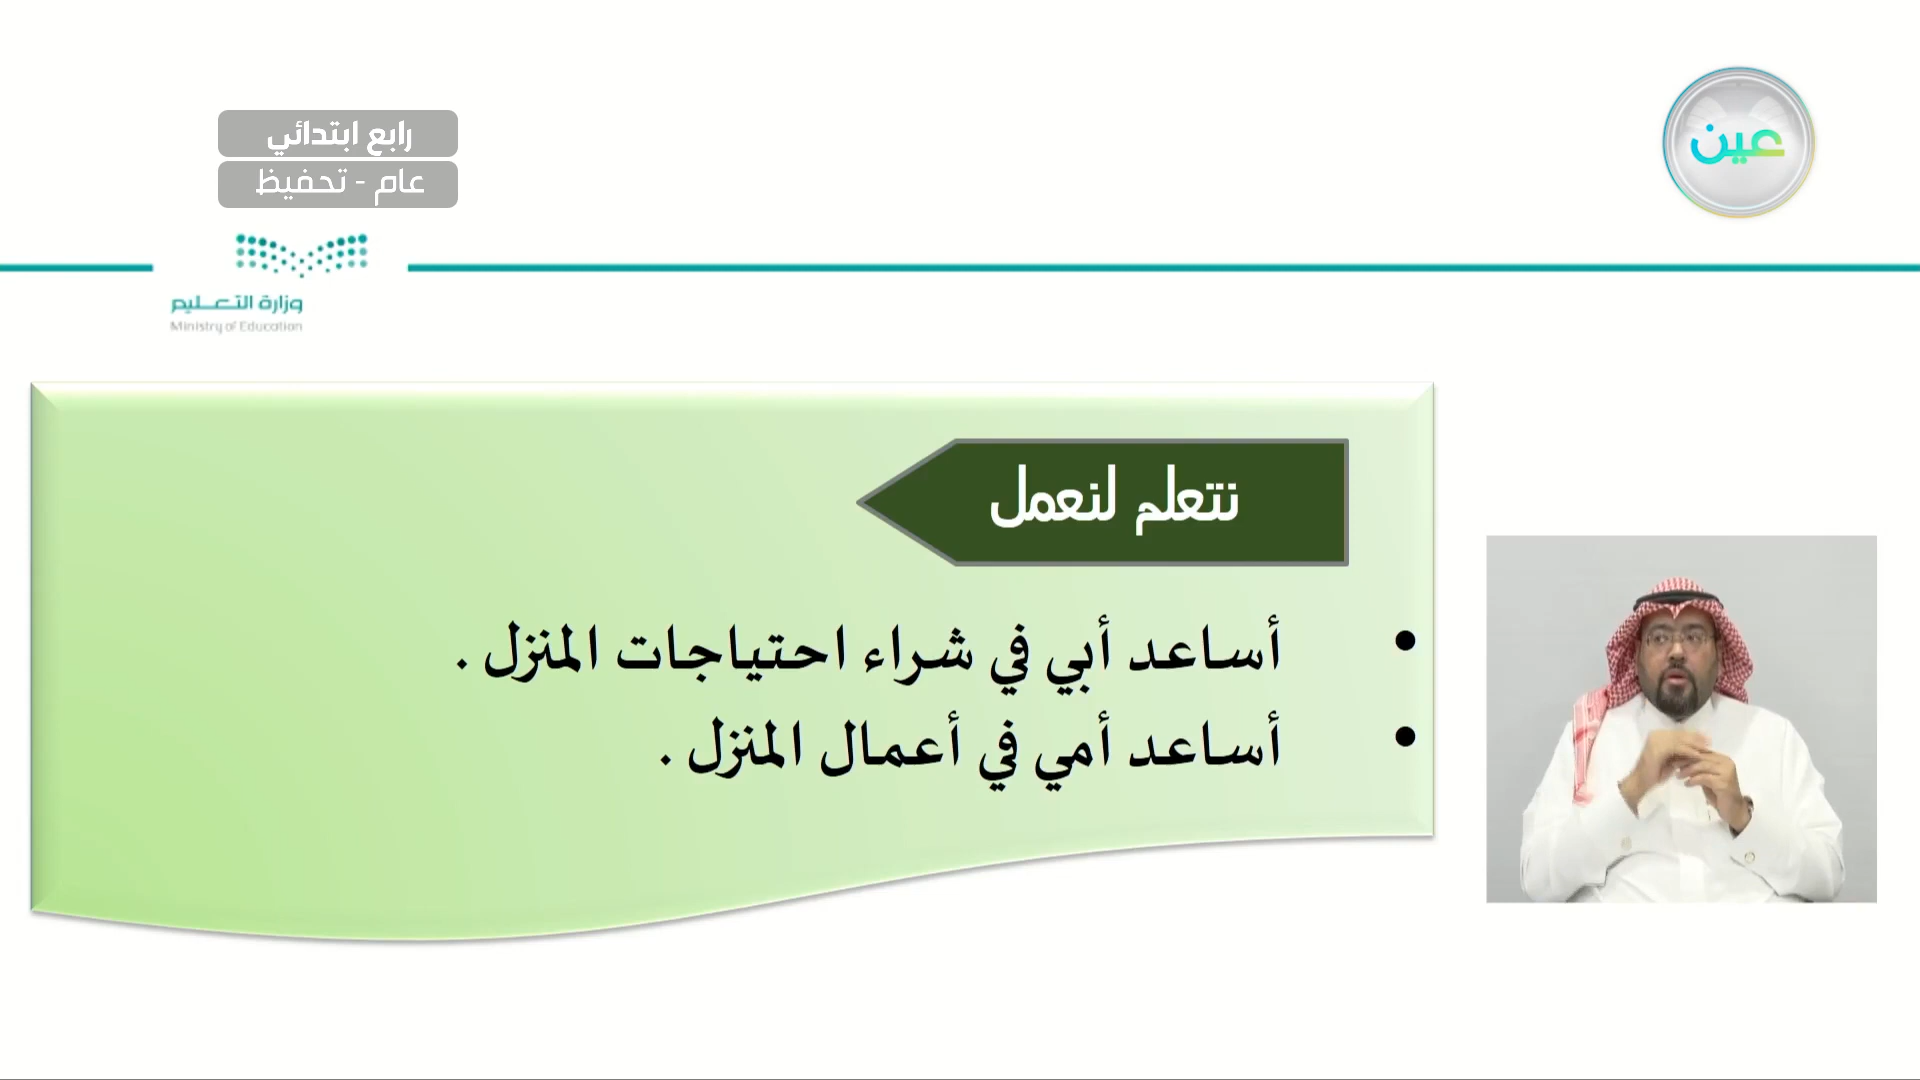 رابع ابتدائي
عام - تحفيظ
عين
وزارة التعليم
Ministry of Education
نتعلم لنعمل
• أساعد أبي في شراء احتياجات المنزل .
• أساعد أمي في أعمال المنزل .